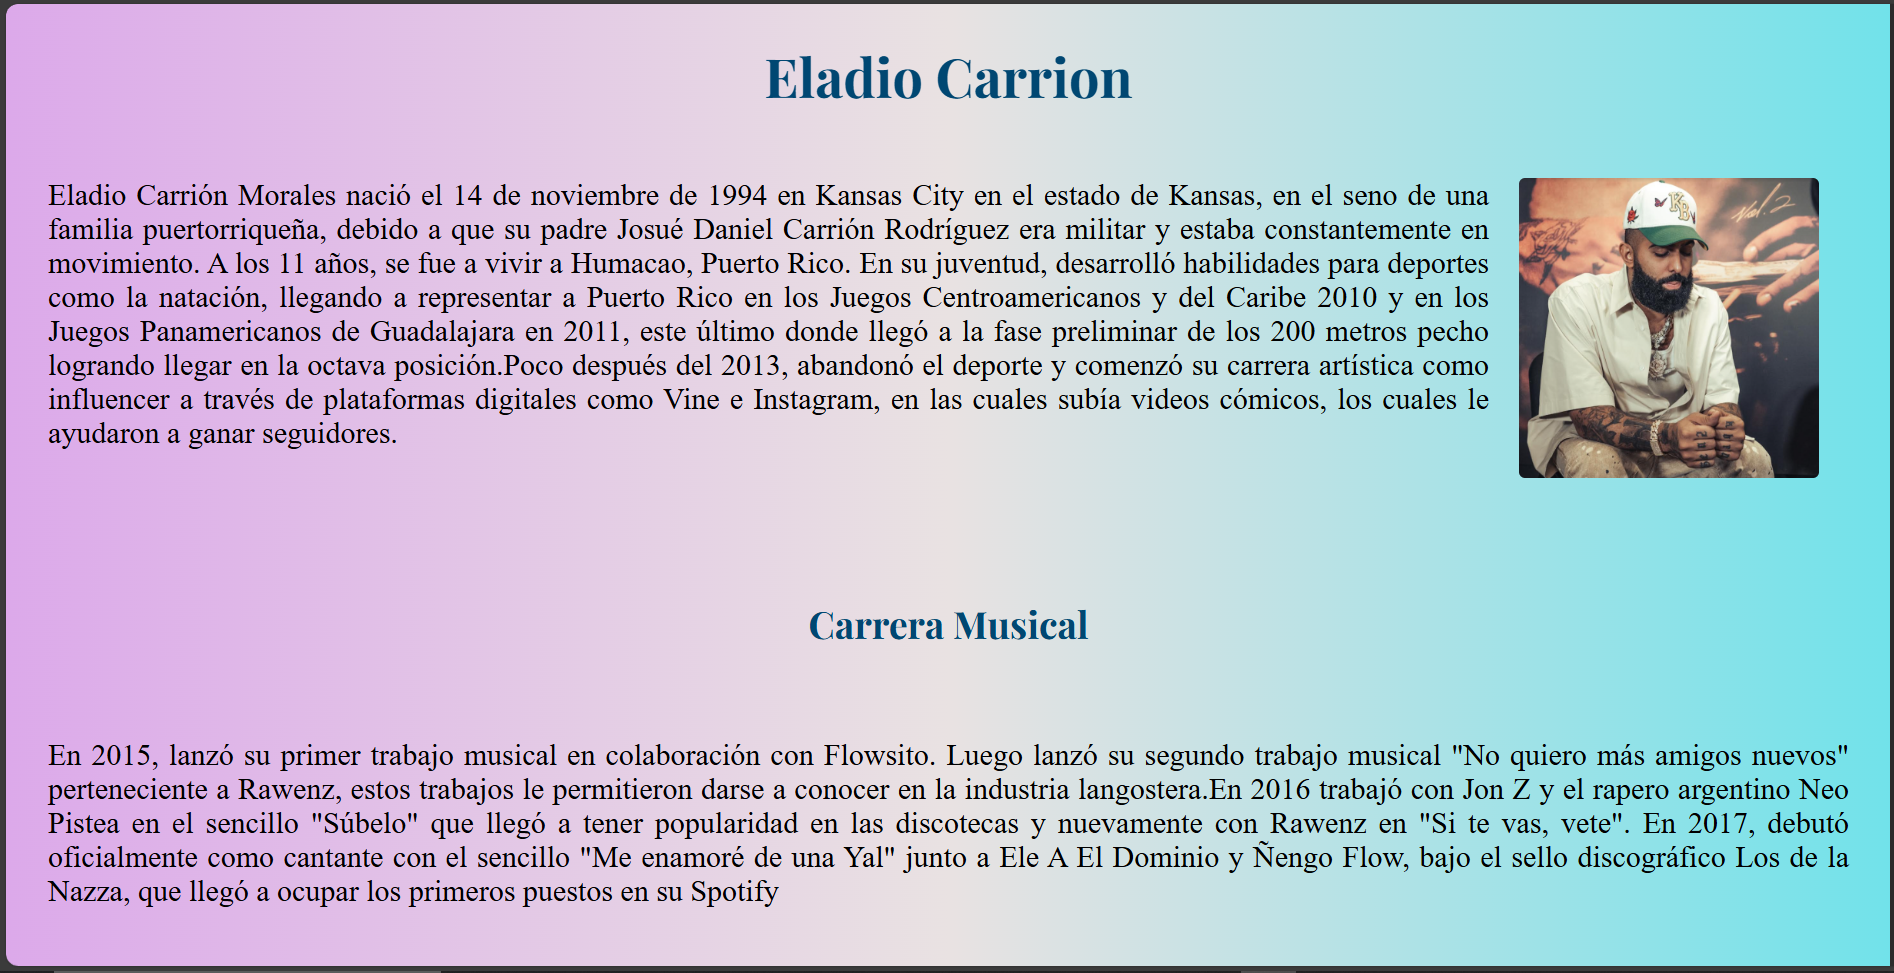 Eladio Carrion
Eladio Carrión Morales nació el 14 de noviembre de 1994 en Kansas City en el estado de Kansas, en el seno de una
familia puertorriqueña, debido a que su padre Josué Daniel Carrión Rodríguez era militar y estaba constantemente en
movimiento. A los 11 años, se fue a vivir a Humacao, Puerto Rico. En su juventud, desarrolló habilidades para deportes
como la natación, llegando a representar a Puerto Rico en los Juegos Centroamericanos y del Caribe 2010 y en los
Juegos Panamericanos de Guadalajara en 2011, este último donde llegó a la fase preliminar de los 200 metros pecho
logrando llegar en la octava posición.Poco después del 2013, abandonó el deporte y comenzó su carrera artística como
influencer a través de plataformas digitales como Vine e Instagram, en las cuales subía videos cómicos, los cuales le
ayudaron a ganar seguidores.
KB
Vol. 2
Carrera Musical
En 2015, lanzó su primer trabajo musical en colaboración con Flowsito. Luego lanzó su segundo trabajo musical "No quiero más amigos nuevos"
perteneciente a Rawenz, estos trabajos le permitieron darse a conocer en la industria langostera.En 2016 trabajó con Jon Z y el rapero argentino Neo
Pistea en el sencillo "Súbelo" que llegó a tener popularidad en las discotecas y nuevamente con Rawenz en "Si te vas, vete". En 2017, debutó
oficialmente como cantante con el sencillo "Me enamoré de una Yal" junto a Ele A El Dominio y Ñengo Flow, bajo el sello discográfico Los de la
Nazza, que llegó a ocupar los primeros puestos en su Spotify